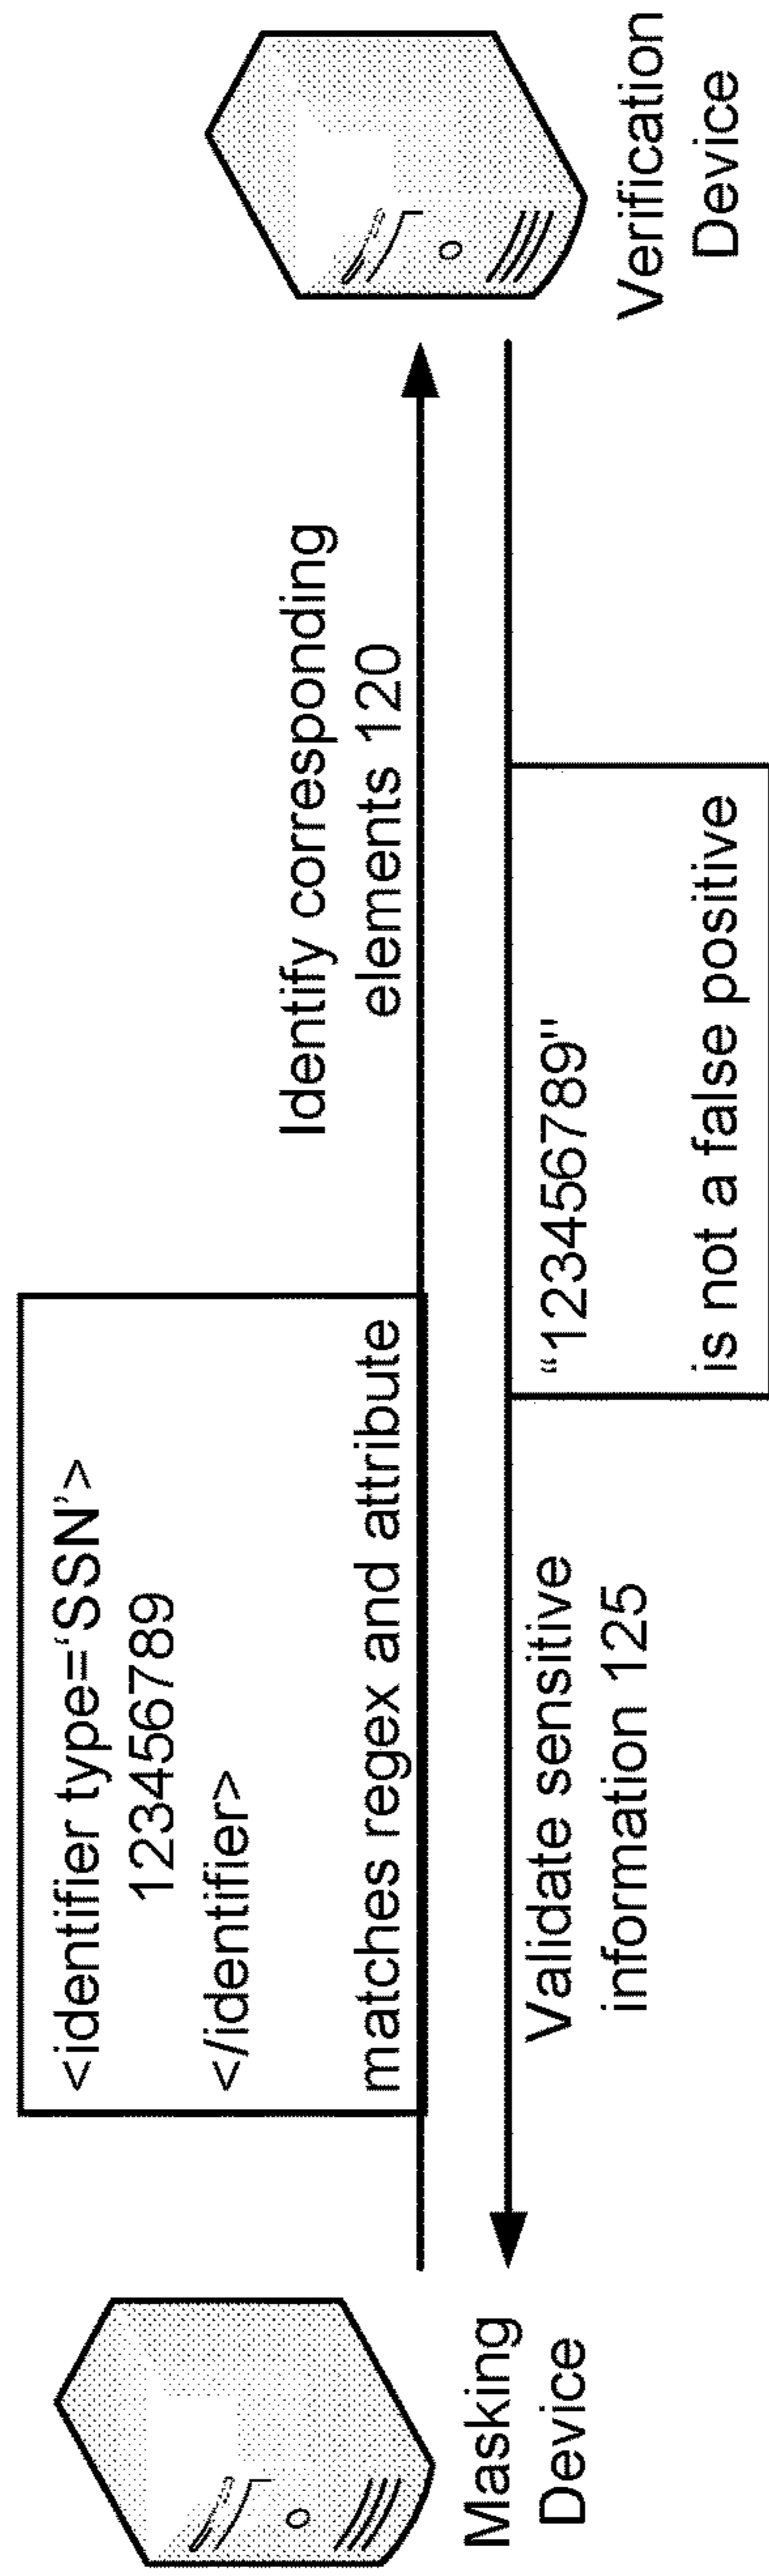 <identifier type=‘SSN’>
123456789
</identifier>
matches regex and attribute
Identify corresponding
elements 120
Masking
Device
Validate sensitive
information 125
“123456789"
is not a false positive
Verification
Device